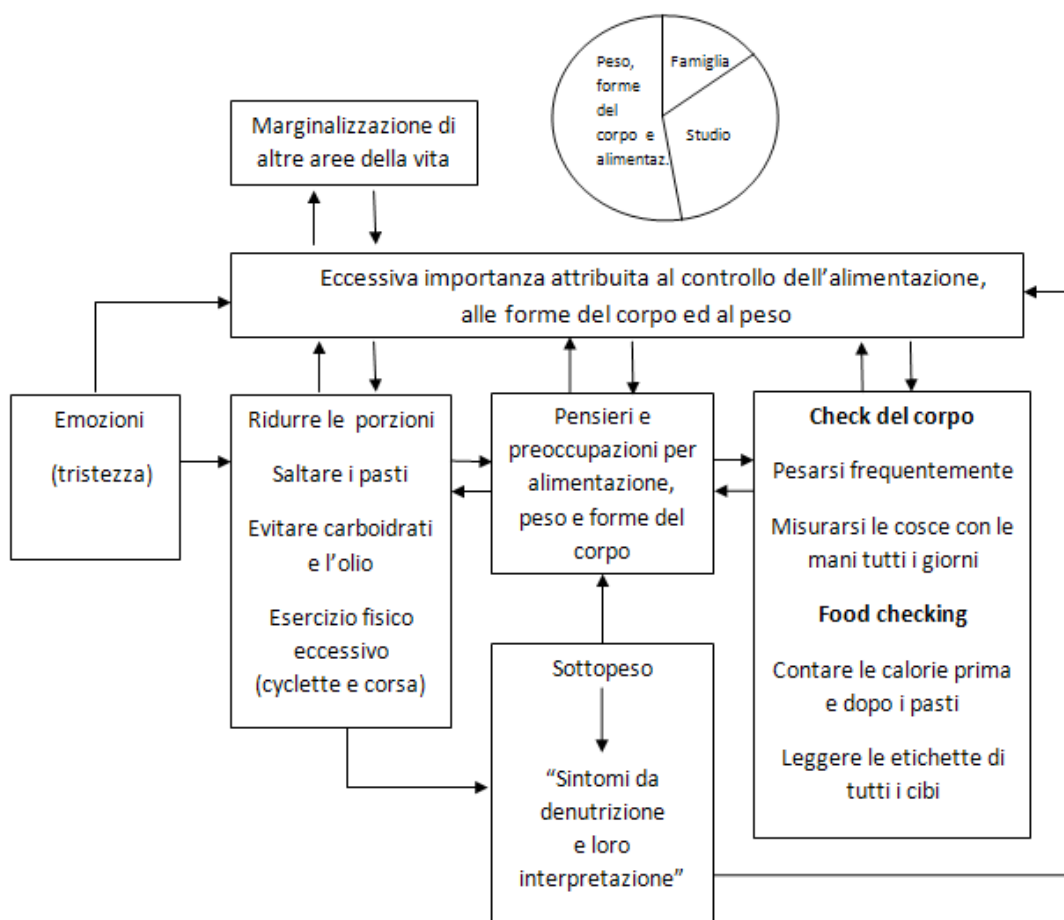 Peso,
forme
del
corpo e
alimentaz.
Famiglia
Studio
Marginalizzazione di
altre aree della vita
Eccessiva importanza attribuita al controllo dell’alimentazione,
alle forme del corpo ed al peso
Emozioni
(tristezza)
Ridurre le porzioni
Saltare i pasti
Evitare carboidrati
e l’olio
Esercizio fisico
eccessivo
(cyclette e corsa)
Pensieri e
preoccupazioni per
alimentazione,
peso e forme del
corpo
Check del corpo
Pesarsi frequentemente
Misurarsi le cosce con le
mani tutti i giorni
Food checking
Contare le calorie prima
e dopo i pasti
Leggere le etichette di
tutti i cibi
Sottopeso
“Sintomi da
denutrizione
e loro
interpretazione”